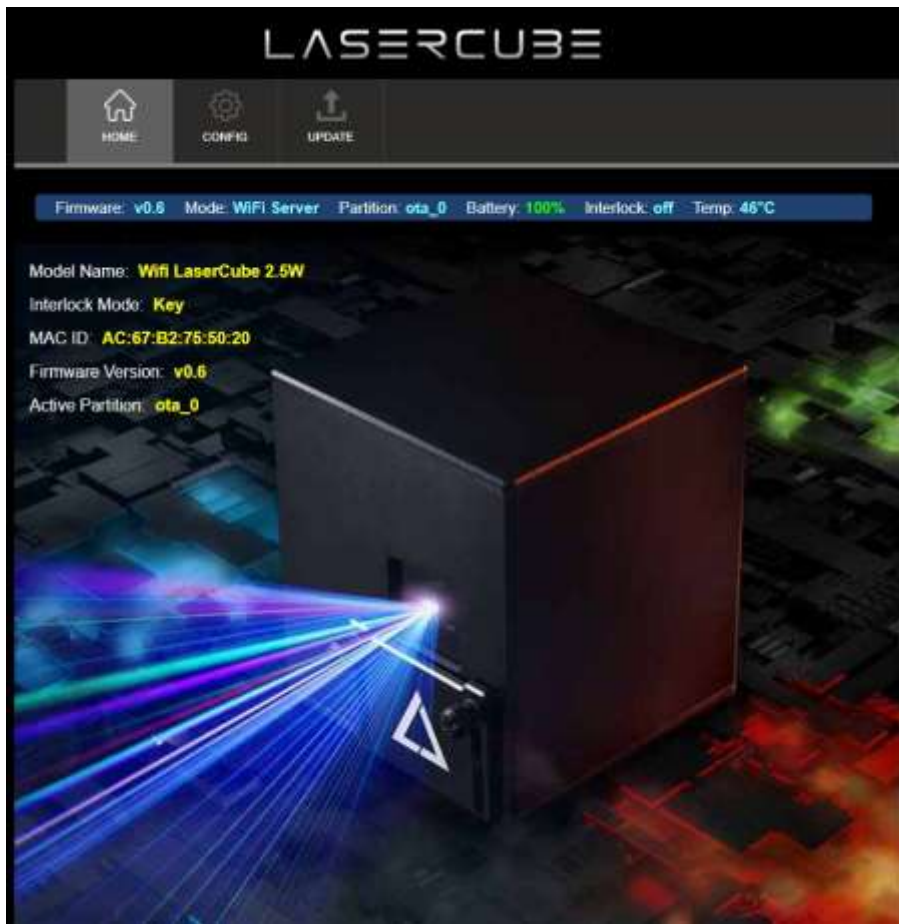 LASERCUBE
HOME CONFIG UPDATE
Firmware: v0.6 Mode: WiFi Server Partition: ota_0 Battery: 100% Interlock: off Temp: 46°C
Model Name: Wifi LaserCube 2.5W
Interlock Mode: Key
MAC ID: AC:67:B2:75:50:20
Firmware Version: v0.6
Active Partition: ota_0